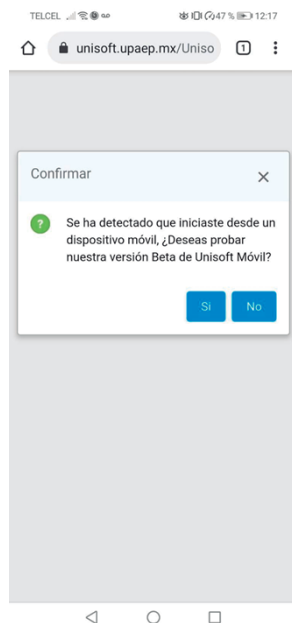 TELCEL 47 % 12:17
unisoft.upaep.mx/Uniso 1
Confirmar
Se ha detectado que iniciaste desde un
dispositivo móvil, ¿Deseas probar
nuestra versión Beta de Unisoft Móvil?
Si No